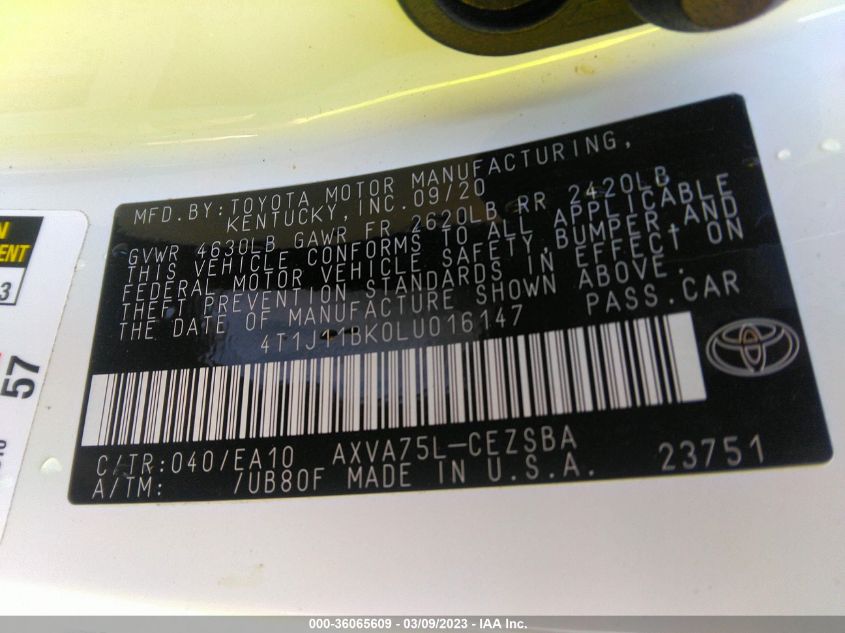 MFD.BY:TOYOTA MOTOR MANUFACTURING,
KENTUCKY,INC.09/20
GVWR 4630LB GAWR FR 2620LB RR 2420LB
THIS VEHICLE CONFORMS TO ALL APPLICABLE
FEDERAL MOTOR VEHICLE SAFETY,BUMPER AND
THEFT PREVENTION STANDARDS IN EFFECT ON
THE DATE OF MANUFACTURE SHOWN ABOVE.
4T1J11BK0LU016147 PASS.CAR
C/TR:040/EA10 AXVA75L-CEZSBA
A/TM: /UB80F MADE IN U.S.A. 23751
57
3
000-36065609 - 03/09/2023 - IAA Inc.